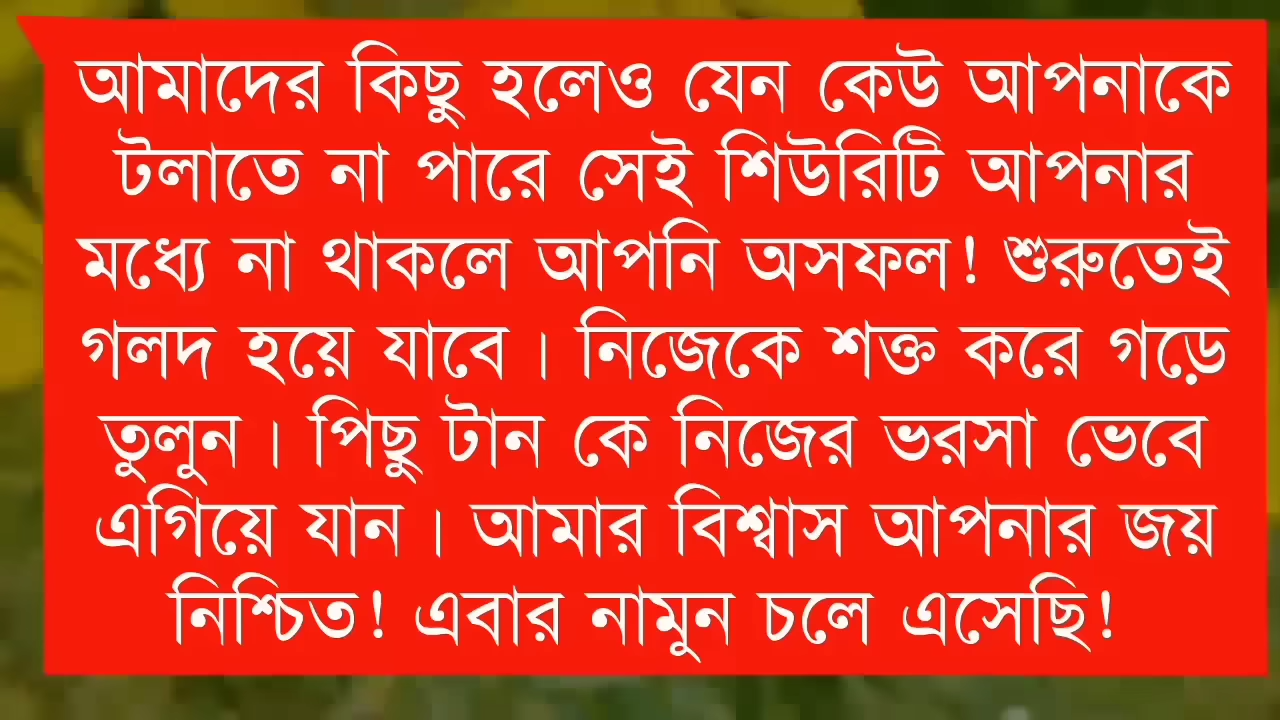 আমাদের কিছু হলেও যেন কেউ আপনাকে
টলাতে না পারে সেই শিউরিটি আপনার
মধ্যে না থাকলে আপনি অসফল! শুরুতেই
গলদ হয়ে যাবে। নিজেকে শক্ত করে গড়ে
তুলুন। পিছু টান কে নিজের ভরসা ভেবে
এগিয়ে যান। আমার বিশ্বাস আপনার জয়
নিশ্চিত! এবার নামুন চলে এসেছি!